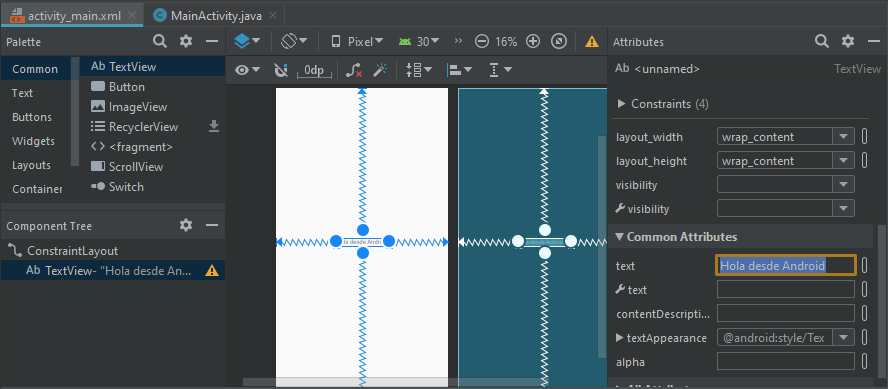 activity_main.xml
MainActivity.java
Palette
Common
Text
Buttons
Widgets
Layouts
Container
Ab TextView
Button
ImageView
RecyclerView
<fragment>
ScrollView
Switch
Component Tree
ConstraintLayout
Ab TextView- "Hola desde An...
Pixel
30
16%
0dp
la desde Andr
Attributes
Ab <unnamed>
TextView
Constraints (4)
layout_width
wrap_content
layout_height
wrap_content
visibility
visibility
Common Attributes
text
Hola desde Android
text
contentDescripti...
textAppearance
@android:style/Tex
alpha